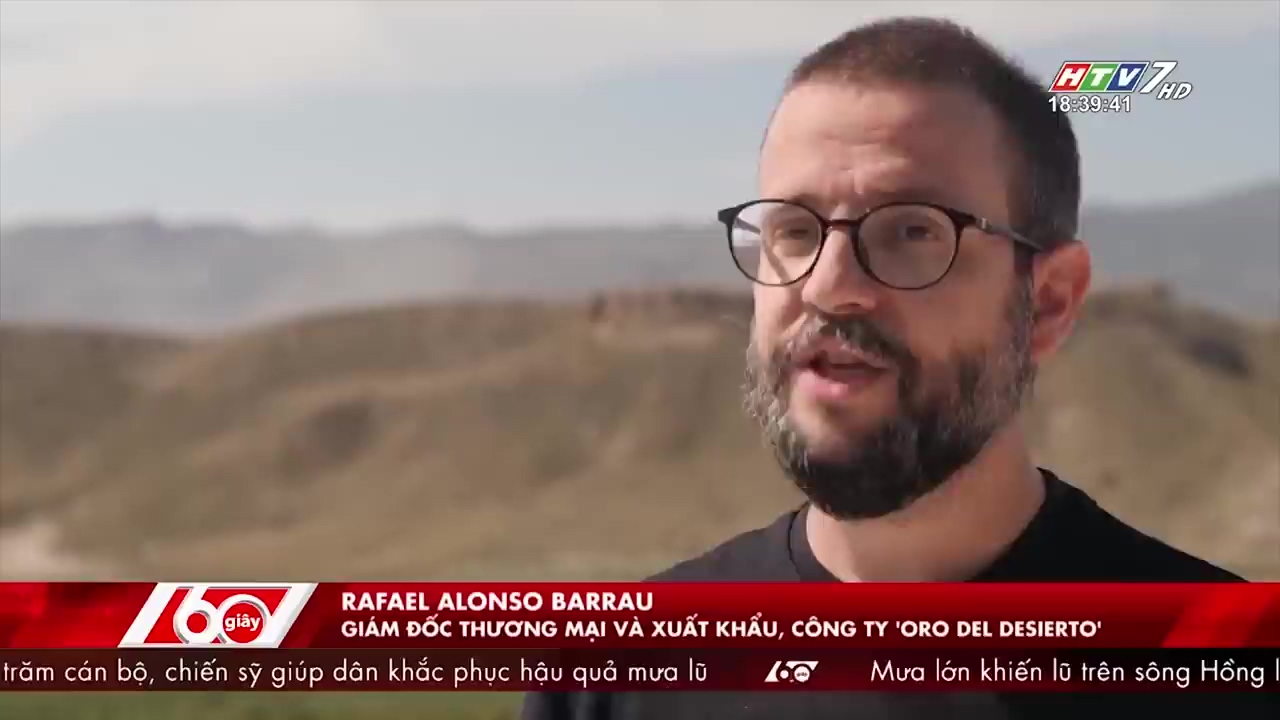 HTV7
HD
18:39:41
60 giây
RAFAEL ALONSO BARRAU
GIÁM ĐỐC THƯƠNG MẠI VÀ XUẤT KHẨU, CÔNG TY 'ORO DEL DESIERTO'
trăm cán bộ, chiến sỹ giúp dân khắc phục hậu quả mưa lũ 60 giây Mưa lớn khiến lũ trên sông Hồng